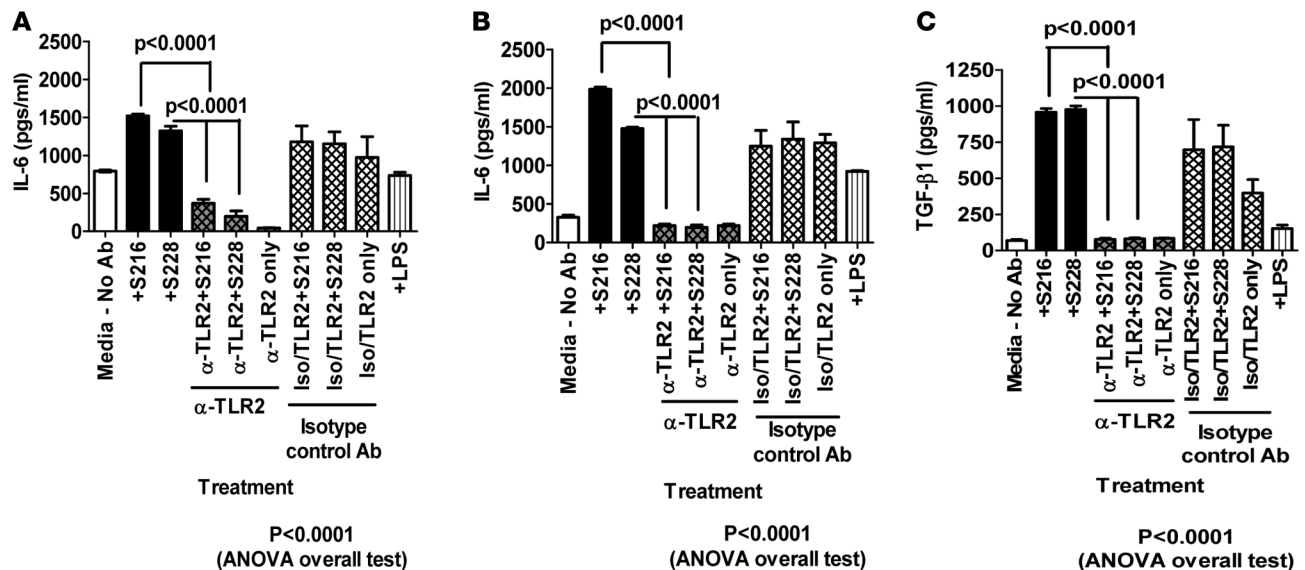 A
p<0.0001
p<0.0001
2500
2000
1500
1000
500
0
IL-6 (pgs/ml)
Media - No Ab
+S216
+S228
α-TLR2+S216
α-TLR2+S228
α-TLR2 only
Iso/TLR2+S216
Iso/TLR2+S228
Iso/TLR2 only
+LPS
α-TLR2
Isotype
control Ab
Treatment
P<0.0001
(ANOVA overall test)
B
p<0.0001
p<0.0001
2500
2000
1500
1000
500
0
IL-6 (pgs/ml)
Media - No Ab
+S216
+S228
α-TLR2 +S216
α-TLR2+S228
α-TLR2 only
Iso/TLR2+S216
Iso/TLR2+S228
Iso/TLR2 only
+LPS
α-TLR2
Isotype
control Ab
Treatment
P<0.0001
(ANOVA overall test)
C
p<0.0001
p<0.0001
1250
1000
750
500
250
0
TGF-β1 (pgs/ml)
Media - No Ab
+S216
+S228
α-TLR2 +S216
α-TLR2+S228
α-TLR2 only
Iso/TLR2+S216
Iso/TLR2+S228
Iso/TLR2 only
+LPS
α-TLR2
Isotype
control Ab
Treatment
P<0.0001
(ANOVA overall test)